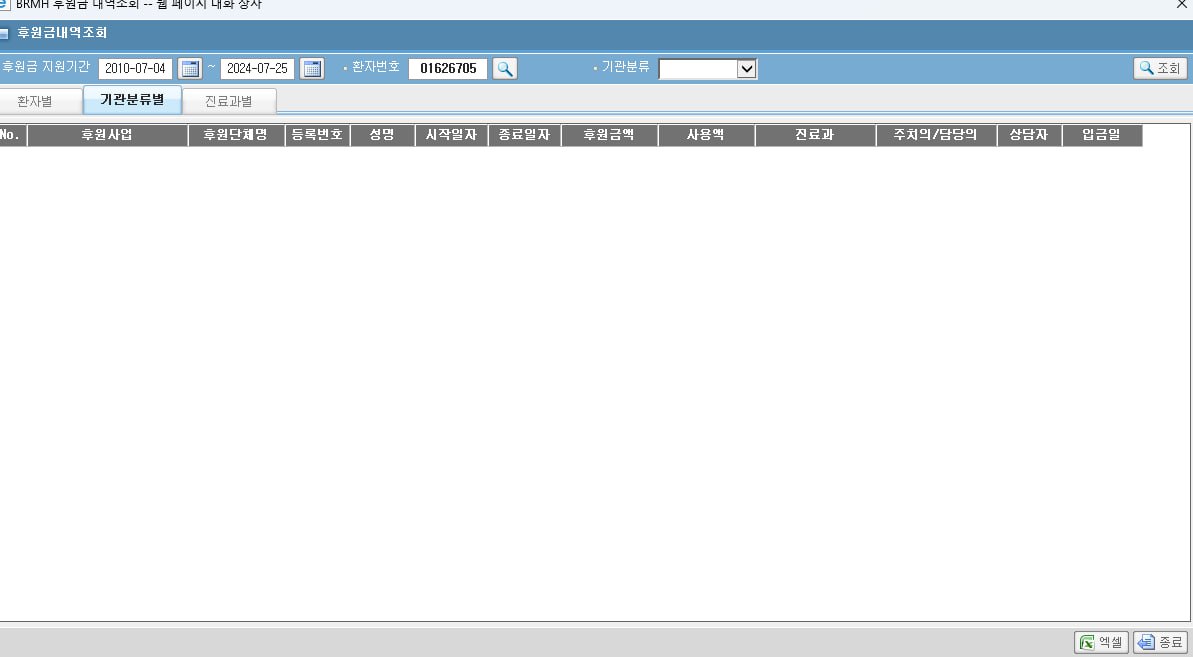 BRMH 후원금 내역조회 -- 웹 페이지 대화 상자
후원금내역조회
후원금 지원기간 2010-07-04 ~ 2024-07-25 · 환자번호 01626705 · 기관분류 조회
환자별 기관분류별 진료과별
No. 후원사업 후원단체명 등록번호 성명 시작일자 종료일자 후원금액 사용액 진료과 주치의/담당의 상담자 입금일
엑셀 종료